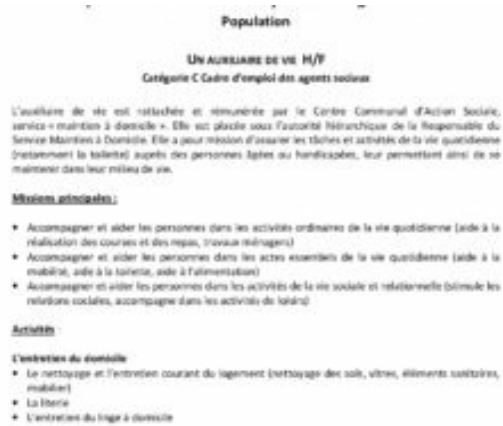 Population
UN AUXILIAIRE DE VIE H/F
Catégorie C Cadre d'emploi des agents sociaux
L'auxiliaire de vie est rattachée et rémunérée par le Centre Communal d'Action Sociale,
service « maintien à domicile ». Elle est placée sous l'autorité hiérarchique de la Responsable du
Service Maintien à Domicile. Elle a pour mission d'assurer les tâches et activités de la vie quotidienne
(notamment la toilette) auprès des personnes âgées ou handicapées, leur permettant ainsi de se
maintenir dans leur milieu de vie.
Missions principales :
• Accompagner et aider les personnes dans les activités ordinaires de la vie quotidienne (aide à la
réalisation des courses et des repas, travaux ménagers)
• Accompagner et aider les personnes dans les actes essentiels de la vie quotidienne (aide à la
mobilité, aide à la toilette, aide à l'alimentation)
• Accompagner et aider les personnes dans les activités de la vie sociale et relationnelle (stimule les
relations sociales, accompagne dans les activités de loisirs)
Activités
L'entretien du domicile
• Le nettoyage et l'entretien courant du logement (nettoyage des sols, vitres, éléments sanitaires,
mobilier)
• La literie
• L'entretien du linge à domicile